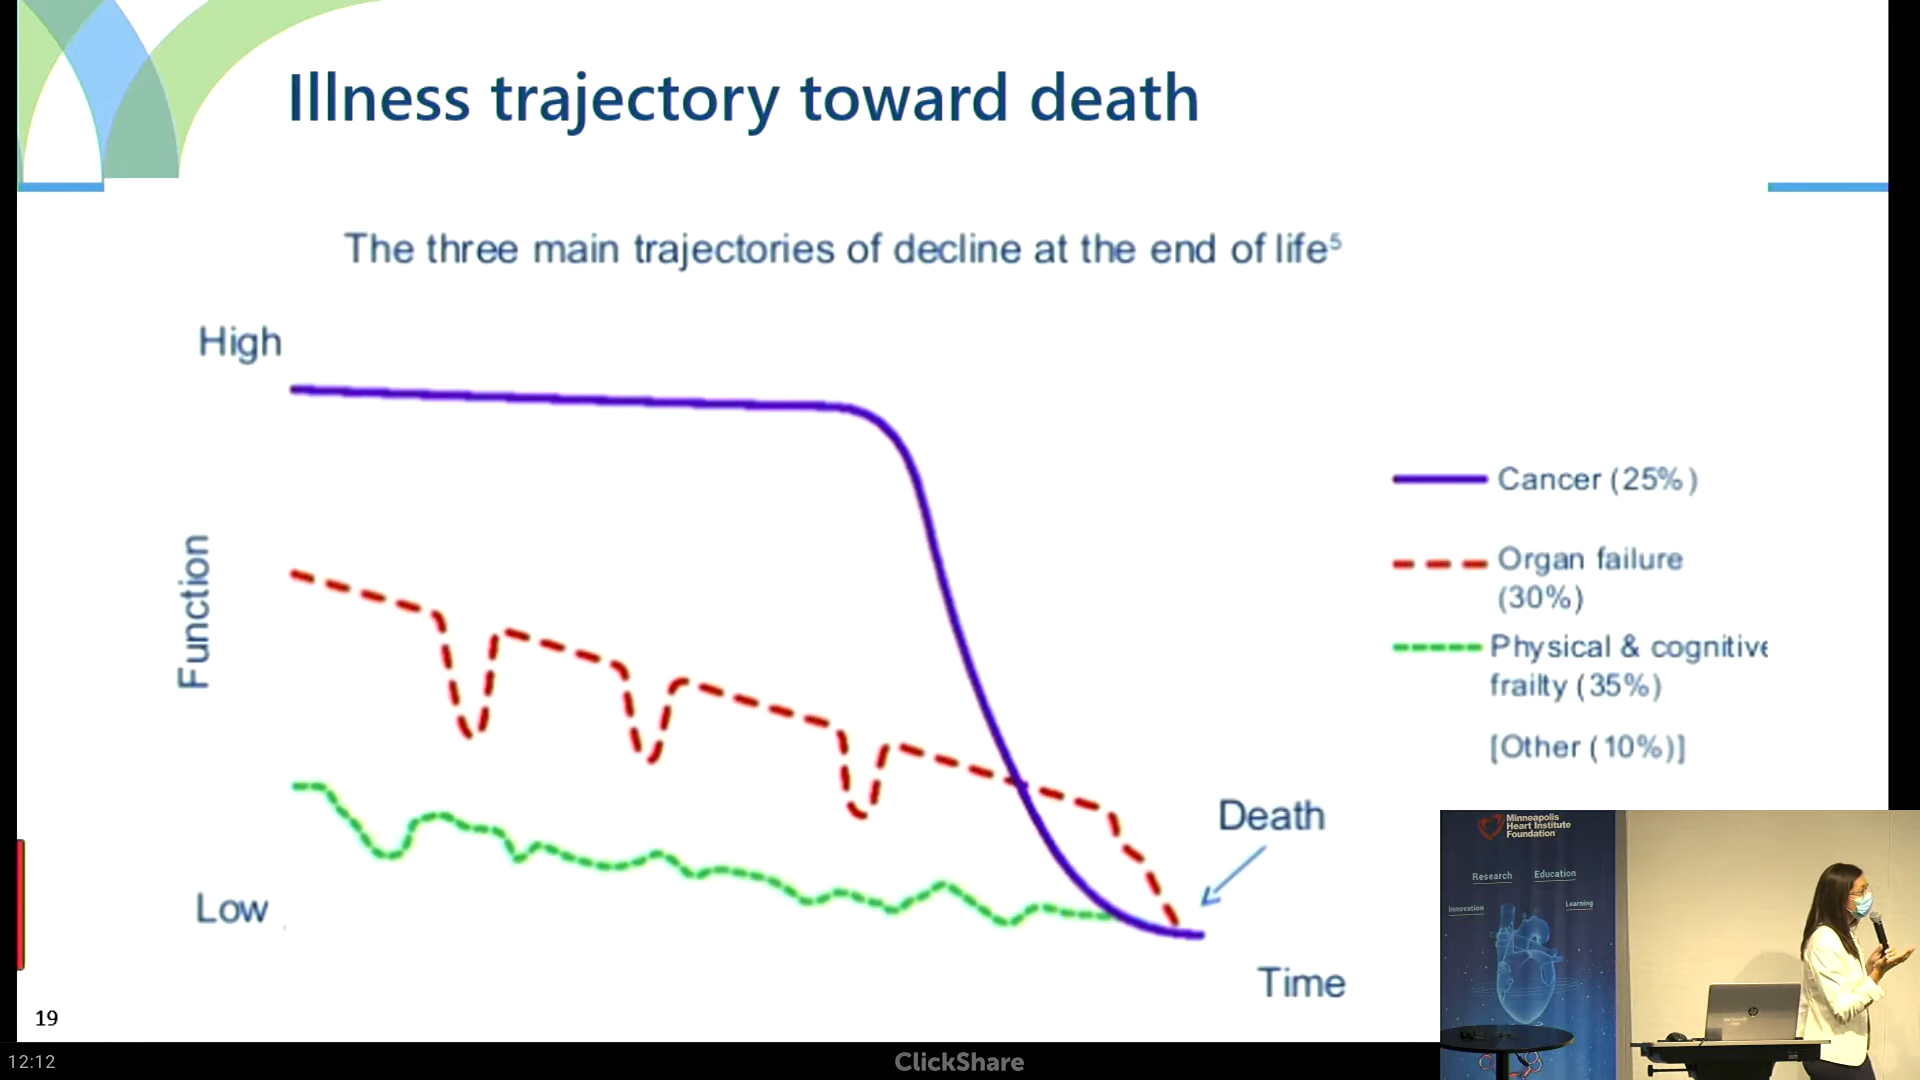 Illness trajectory toward death
The three main trajectories of decline at the end of life⁵
High
Function
Low
Cancer (25%)
Organ failure
(30%)
Physical & cognitive
frailty (35%)
[Other (10%)]
Death
Time
19
12:12
ClickShare
Minneapolis
Heart Institute
Foundation
Research
Education
Innovation
Learning
hp